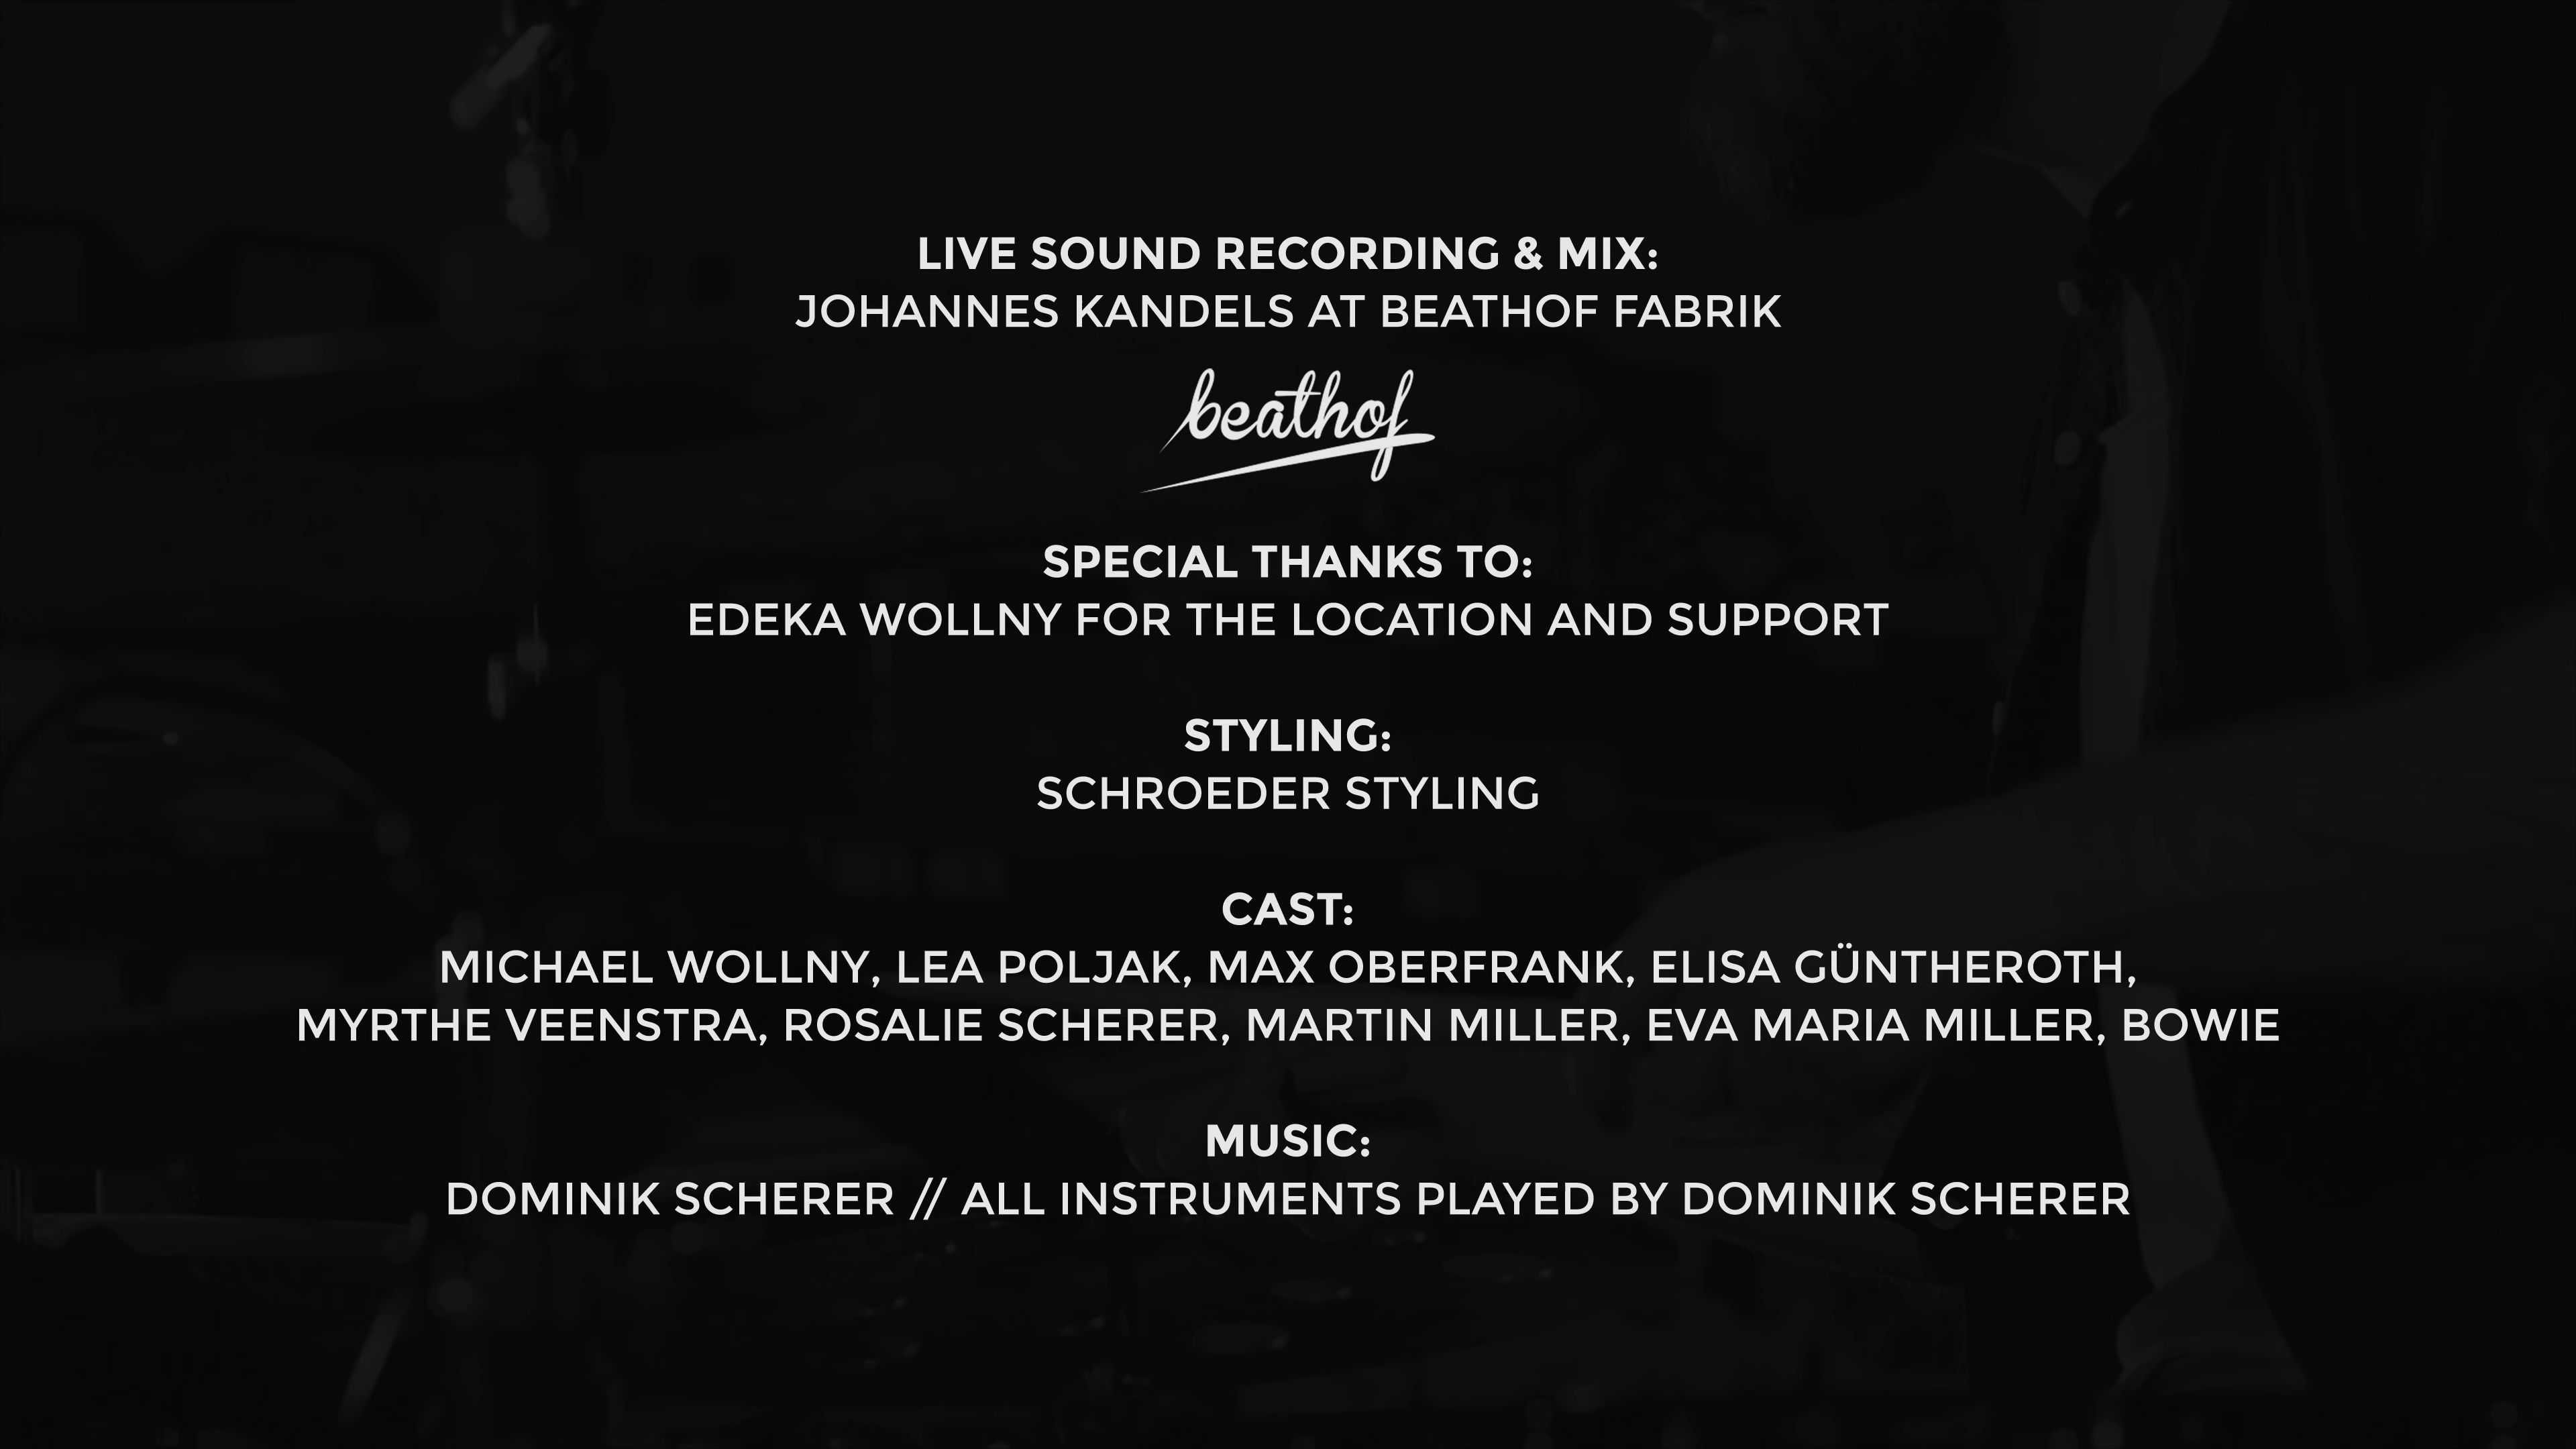 LIVE SOUND RECORDING & MIX:
JOHANNES KANDELS AT BEATHOF FABRIK
beathof
SPECIAL THANKS TO:
EDEKA WOLLNY FOR THE LOCATION AND SUPPORT
STYLING:
SCHROEDER STYLING
CAST:
MICHAEL WOLLNY, LEA POLJAK, MAX OBERFRANK, ELISA GÜNTHEROTH,
MYRTHE VEENSTRA, ROSALIE SCHERER, MARTIN MILLER, EVA MARIA MILLER, BOWIE
MUSIC:
DOMINIK SCHERER // ALL INSTRUMENTS PLAYED BY DOMINIK SCHERER